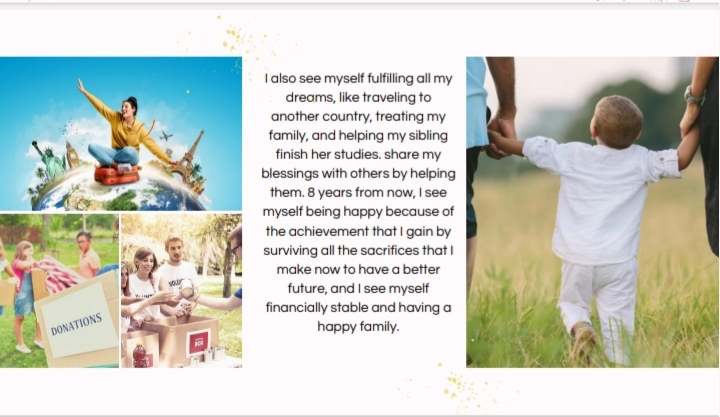 I also see myself fulfilling all my
dreams, like traveling to
another country, treating my
family, and helping my sibling
finish her studies. share my
blessings with others by helping
them. 8 years from now, I see
myself being happy because of
the achievement that I gain by
surviving all the sacrifices that I
make now to have a better
future, and I see myself
financially stable and having a
happy family.
DONATIONS